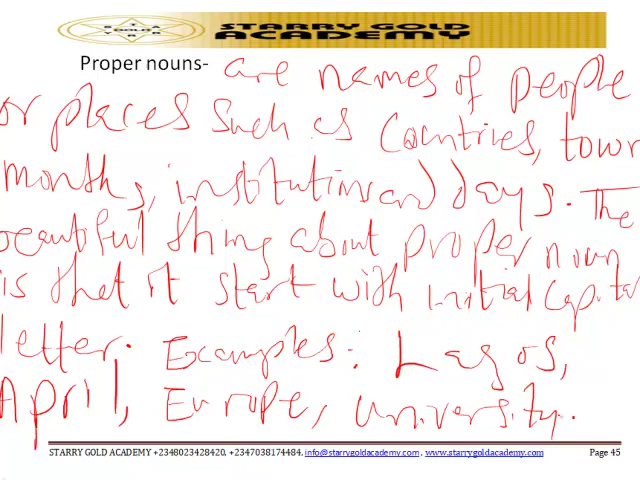 STARRY GOLD
ACADEMY
Proper nouns- are names of people
or places such as Countries, town
months, institutions and days. The
beautiful thing about proper noun
is that it start with initial Capital
letter. Examples: Lagos,
April, Europe, University.
STARRY GOLD ACADEMY +2348023428420, +2347038174484, info@starrygoldacademy.com , www.starrygoldacademy.com Page 45